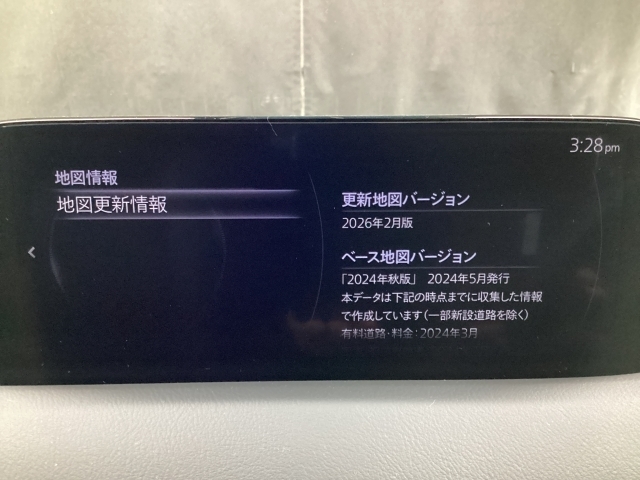 3:28pm
地図情報
地図更新情報
更新地図バージョン
2026年2月版
ベース地図バージョン
「2024年秋版」 2024年5月発行
本データは下記の時点までに収集した情報
で作成しています（一部新設道路を除く）
有料道路・料金：2024年3月